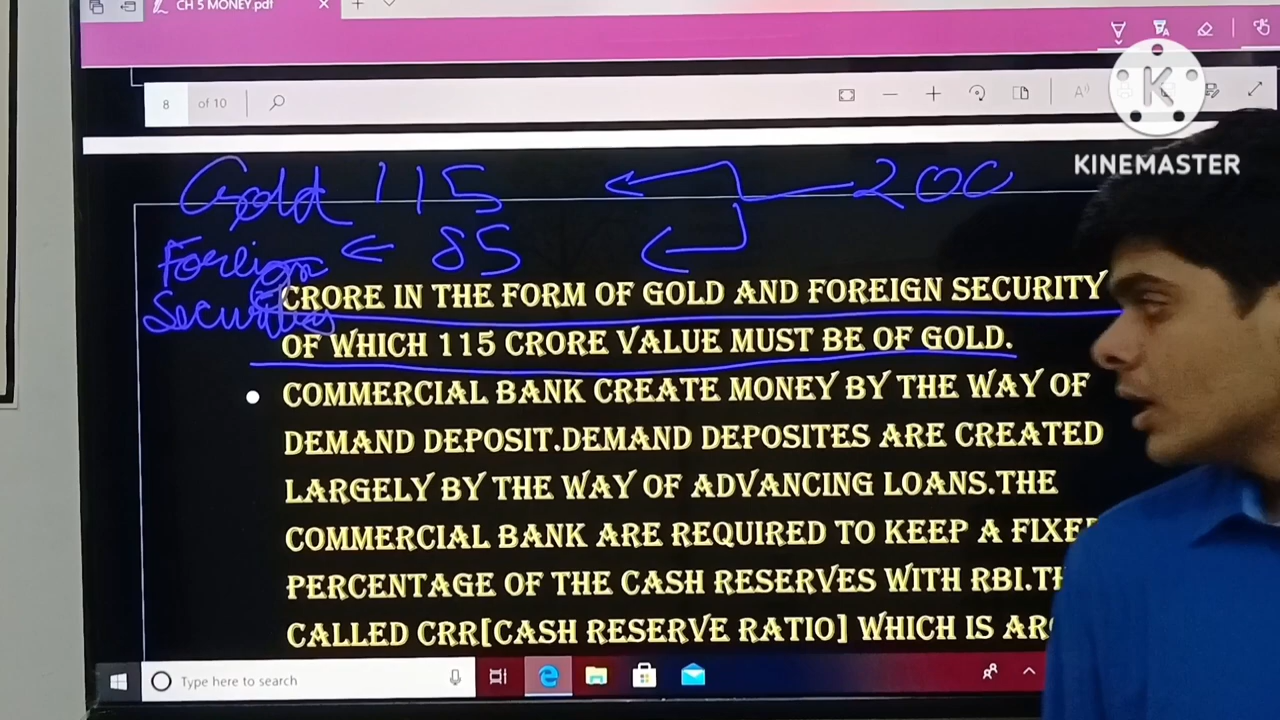 CH 5 MONEY.pdf
8 of 10
KINEMASTER
Gold 115 200
Foreign 85
Securities
CRORE IN THE FORM OF GOLD AND FOREIGN SECURITY
OF WHICH 115 CRORE VALUE MUST BE OF GOLD.
• COMMERCIAL BANK CREATE MONEY BY THE WAY OF
DEMAND DEPOSIT.DEMAND DEPOSITES ARE CREATED
LARGELY BY THE WAY OF ADVANCING LOANS.THE
COMMERCIAL BANK ARE REQUIRED TO KEEP A FIXE
PERCENTAGE OF THE CASH RESERVES WITH RBI.TH
CALLED CRR[CASH RESERVE RATIO] WHICH IS
Type here to search